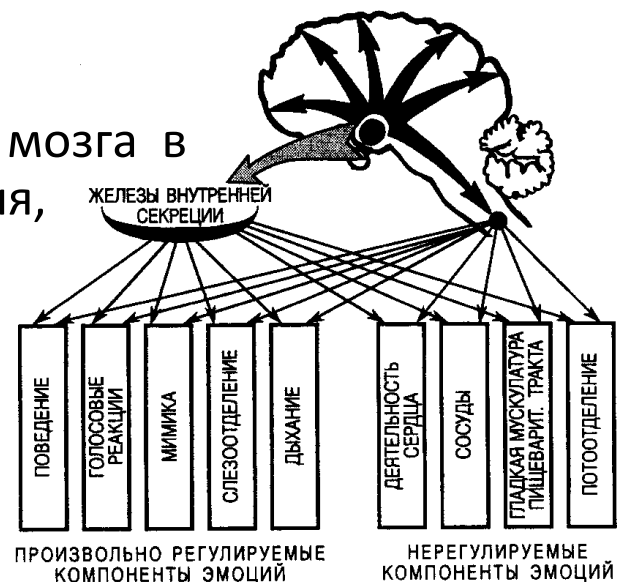 мозга в
ия,
ЖЕЛЕЗЫ ВНУТРЕННЕЙ
СЕКРЕЦИИ
ПОВЕДЕНИЕ
ГОЛОСОВЫЕ
РЕАКЦИИ
МИМИКА
СЛЕЗООТДЕЛЕНИЕ
ДЫХАНИЕ
ДЕЯТЕЛЬНОСТЬ
СЕРДЦА
СОСУДЫ
ГЛАДКАЯ МУСКУЛАТУРА
ПИЩЕВАРИТ. ТРАКТА
ПОТООТДЕЛЕНИЕ
ПРОИЗВОЛЬНО РЕГУЛИРУЕМЫЕ
КОМПОНЕНТЫ ЭМОЦИЙ
НЕРЕГУЛИРУЕМЫЕ
КОМПОНЕНТЫ ЭМОЦИЙ